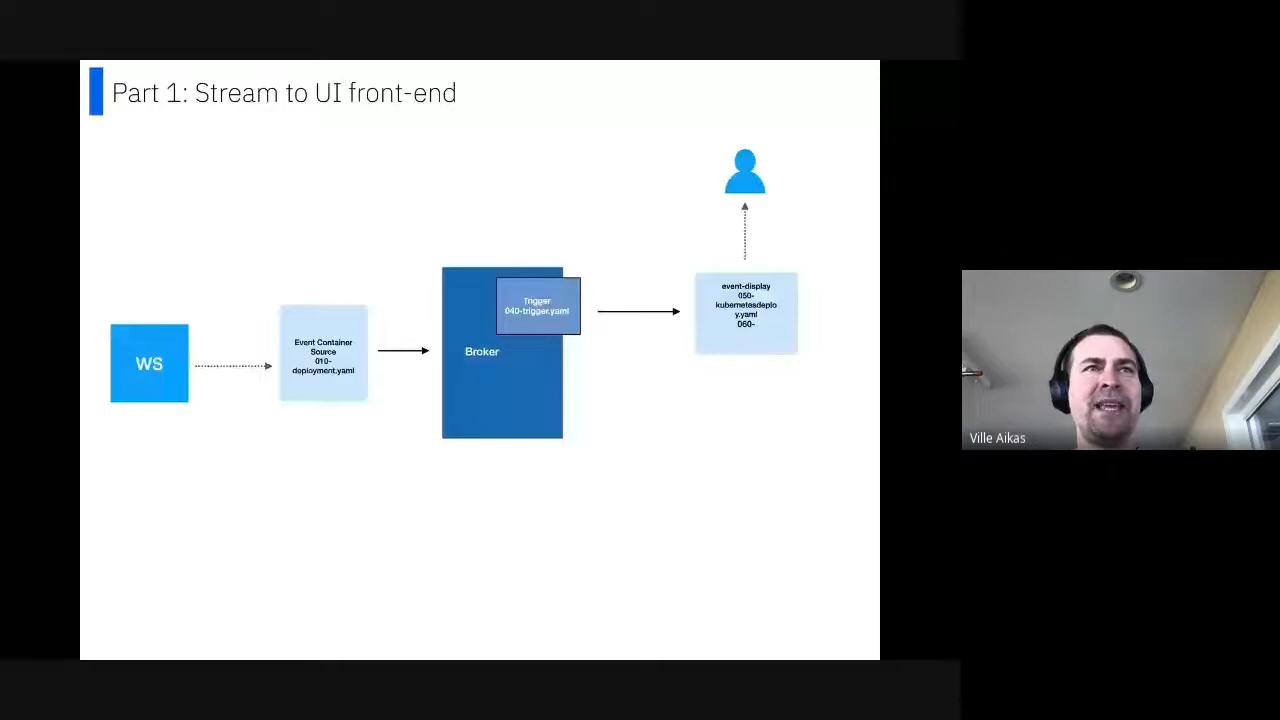 Part 1: Stream to UI front-end
WS
Event Container
Source
010-
deployment.yaml
Broker
Trigger
040-trigger.yaml
event-display
050-
kubernetesdeplo
y.yaml
060-
Ville Aikas